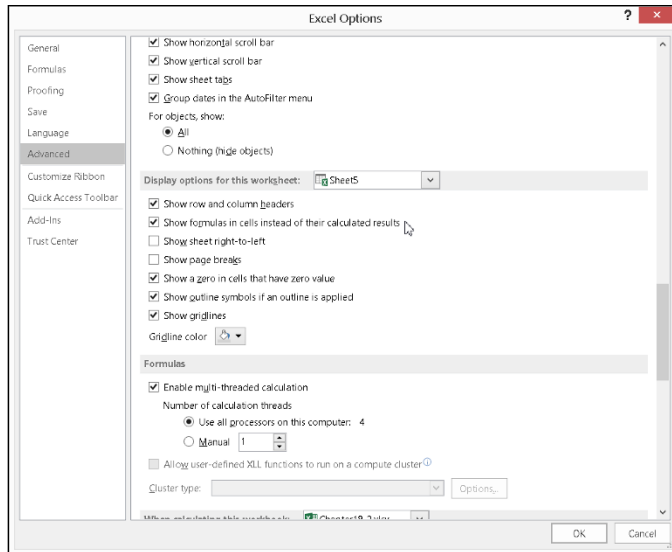 Excel Options
?
General
Formulas
Proofing
Save
Language
Advanced
Customize Ribbon
Quick Access Toolbar
Add-Ins
Trust Center
Show horizontal scroll bar
Show vertical scroll bar
Show sheet tabs
Group dates in the AutoFilter menu
For objects, show:
All
Nothing (hide objects)
Display options for this worksheet: Sheet5
Show row and column headers
Show formulas in cells instead of their calculated results
Show sheet right-to-left
Show page breaks
Show a zero in cells that have zero value
Show outline symbols if an outline is applied
Show gridlines
Gridline color
Formulas
Enable multi-threaded calculation
Number of calculation threads
Use all processors on this computer: 4
Manual 1
Allow user-defined XLL functions to run on a compute cluster
Cluster type: Options...
When calculating this workbook:
OK Cancel